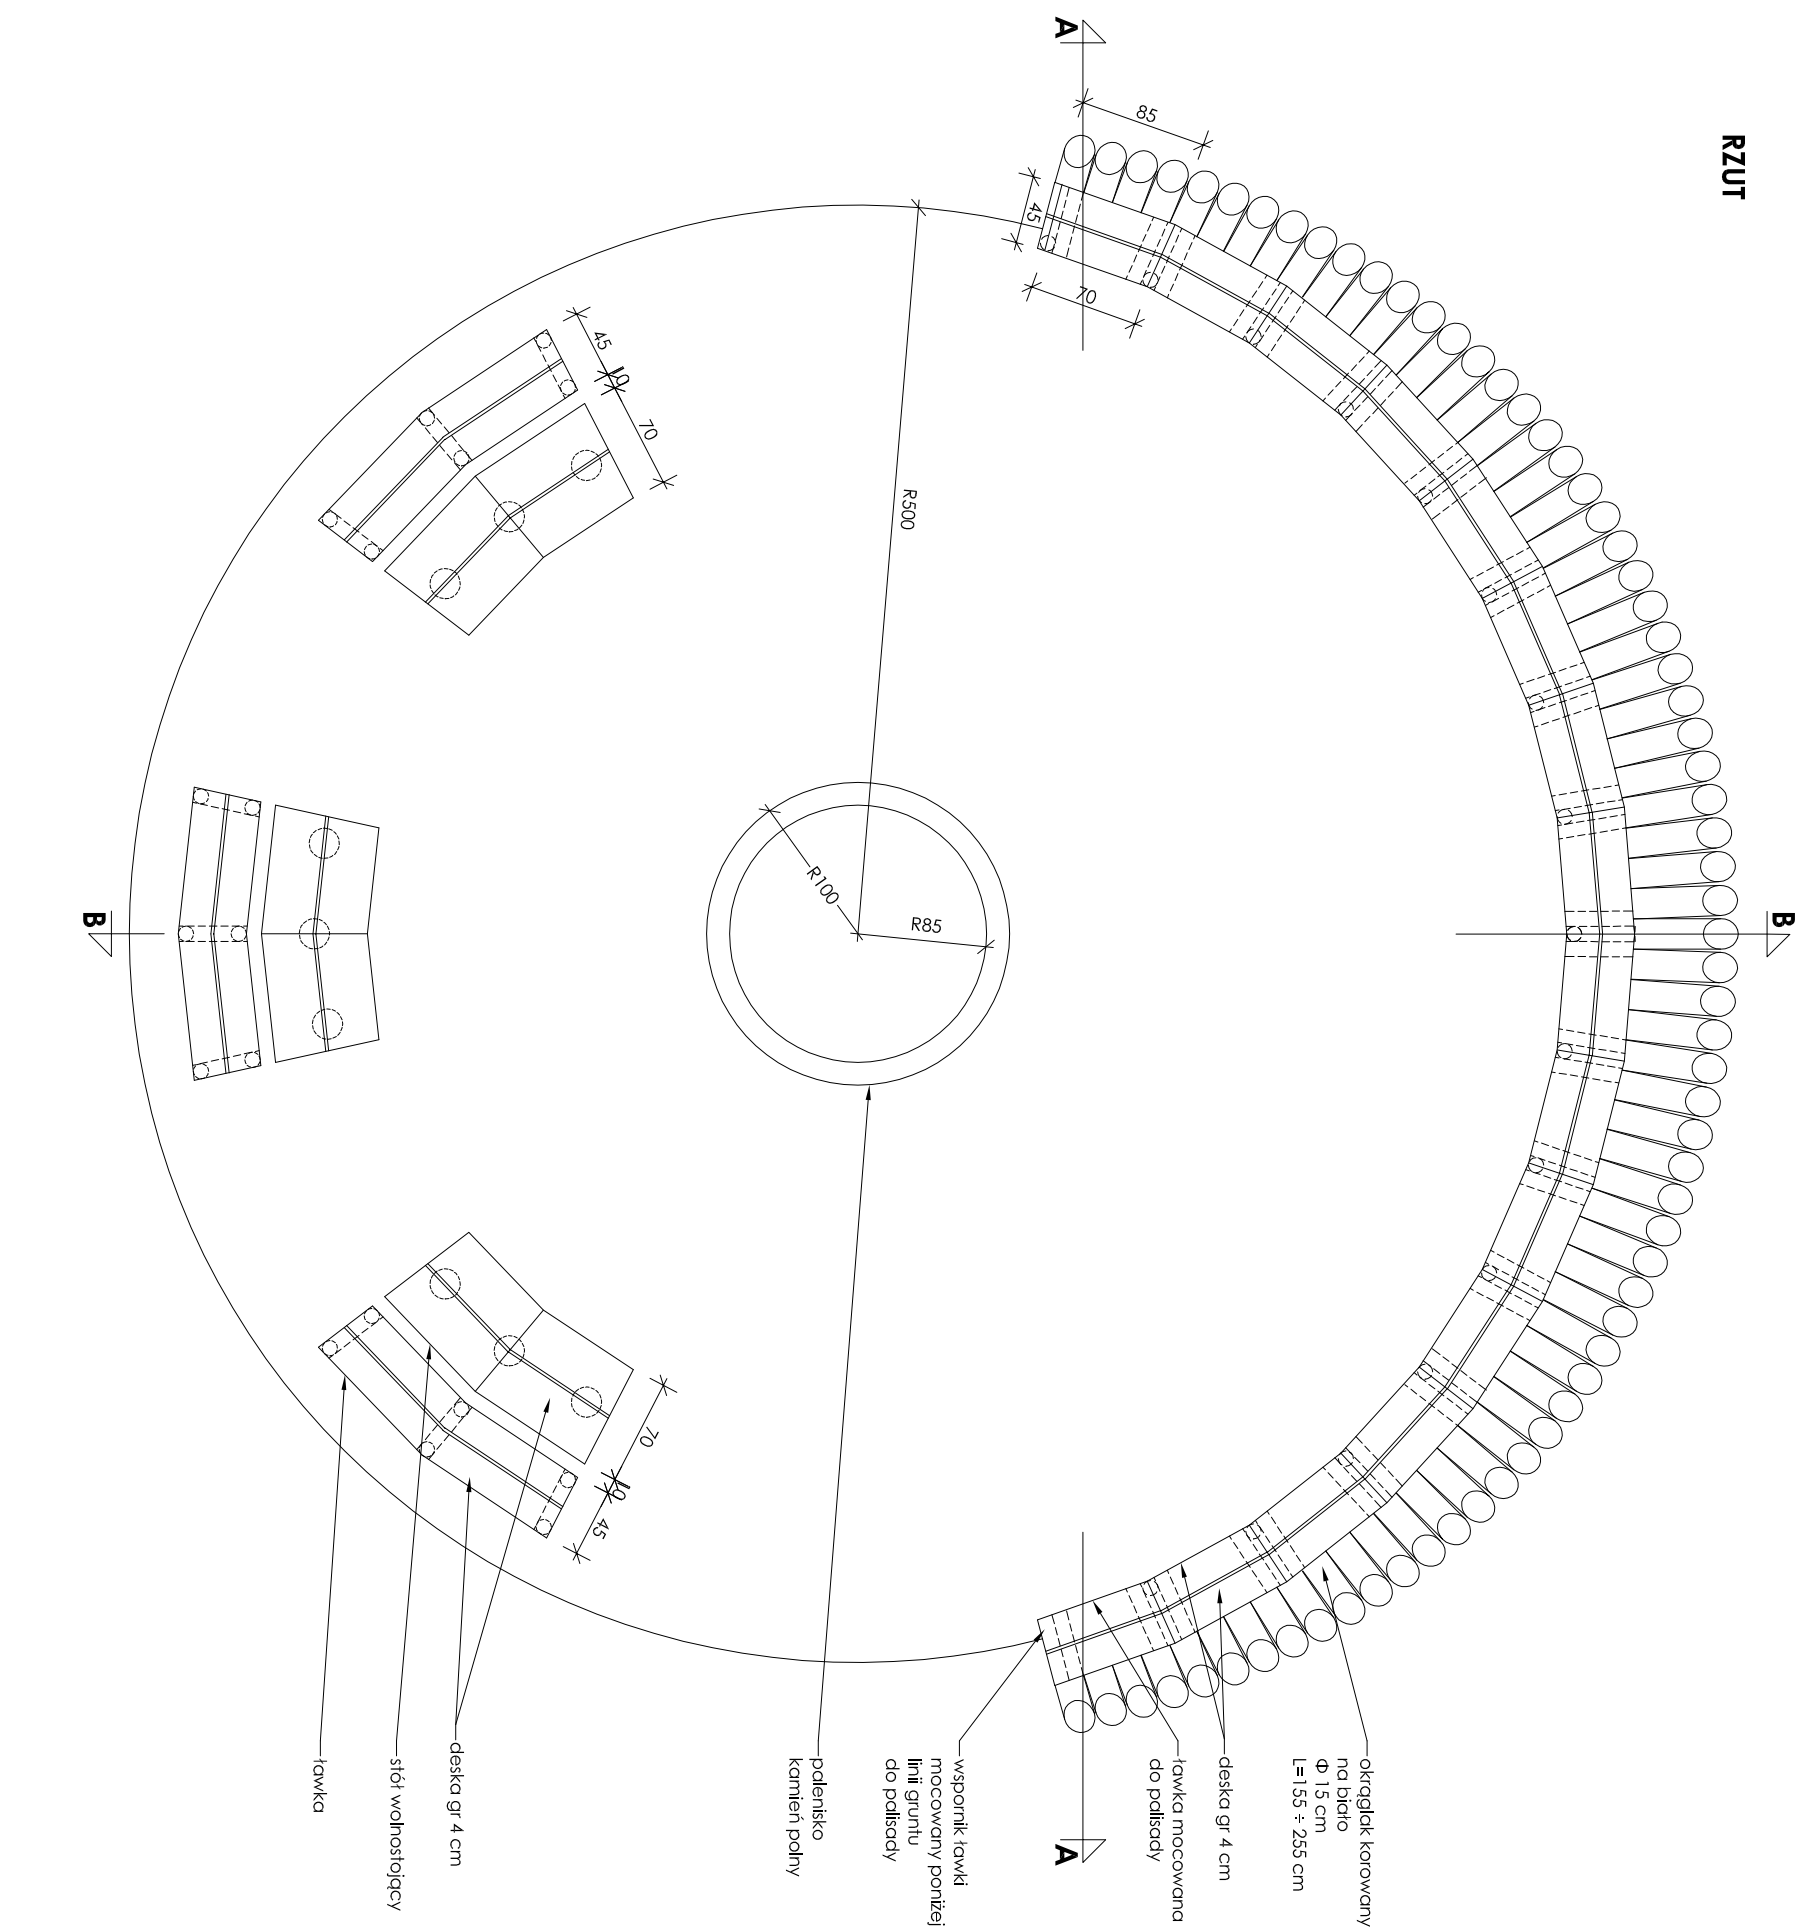 RZUT
A
85
45
70
45
10
70
R500
R100
R85
B
B
70
10
45
A
okrąglak korowany
na biało
Φ 15 cm
L=155 ÷ 255 cm
deska gr 4 cm
ławka mocowana
do palisady
wspornik ławki
mocowany poniżej
linii gruntu
do palisady
palenisko
kamień polny
deska gr 4 cm
stół wolnostojący
ławka